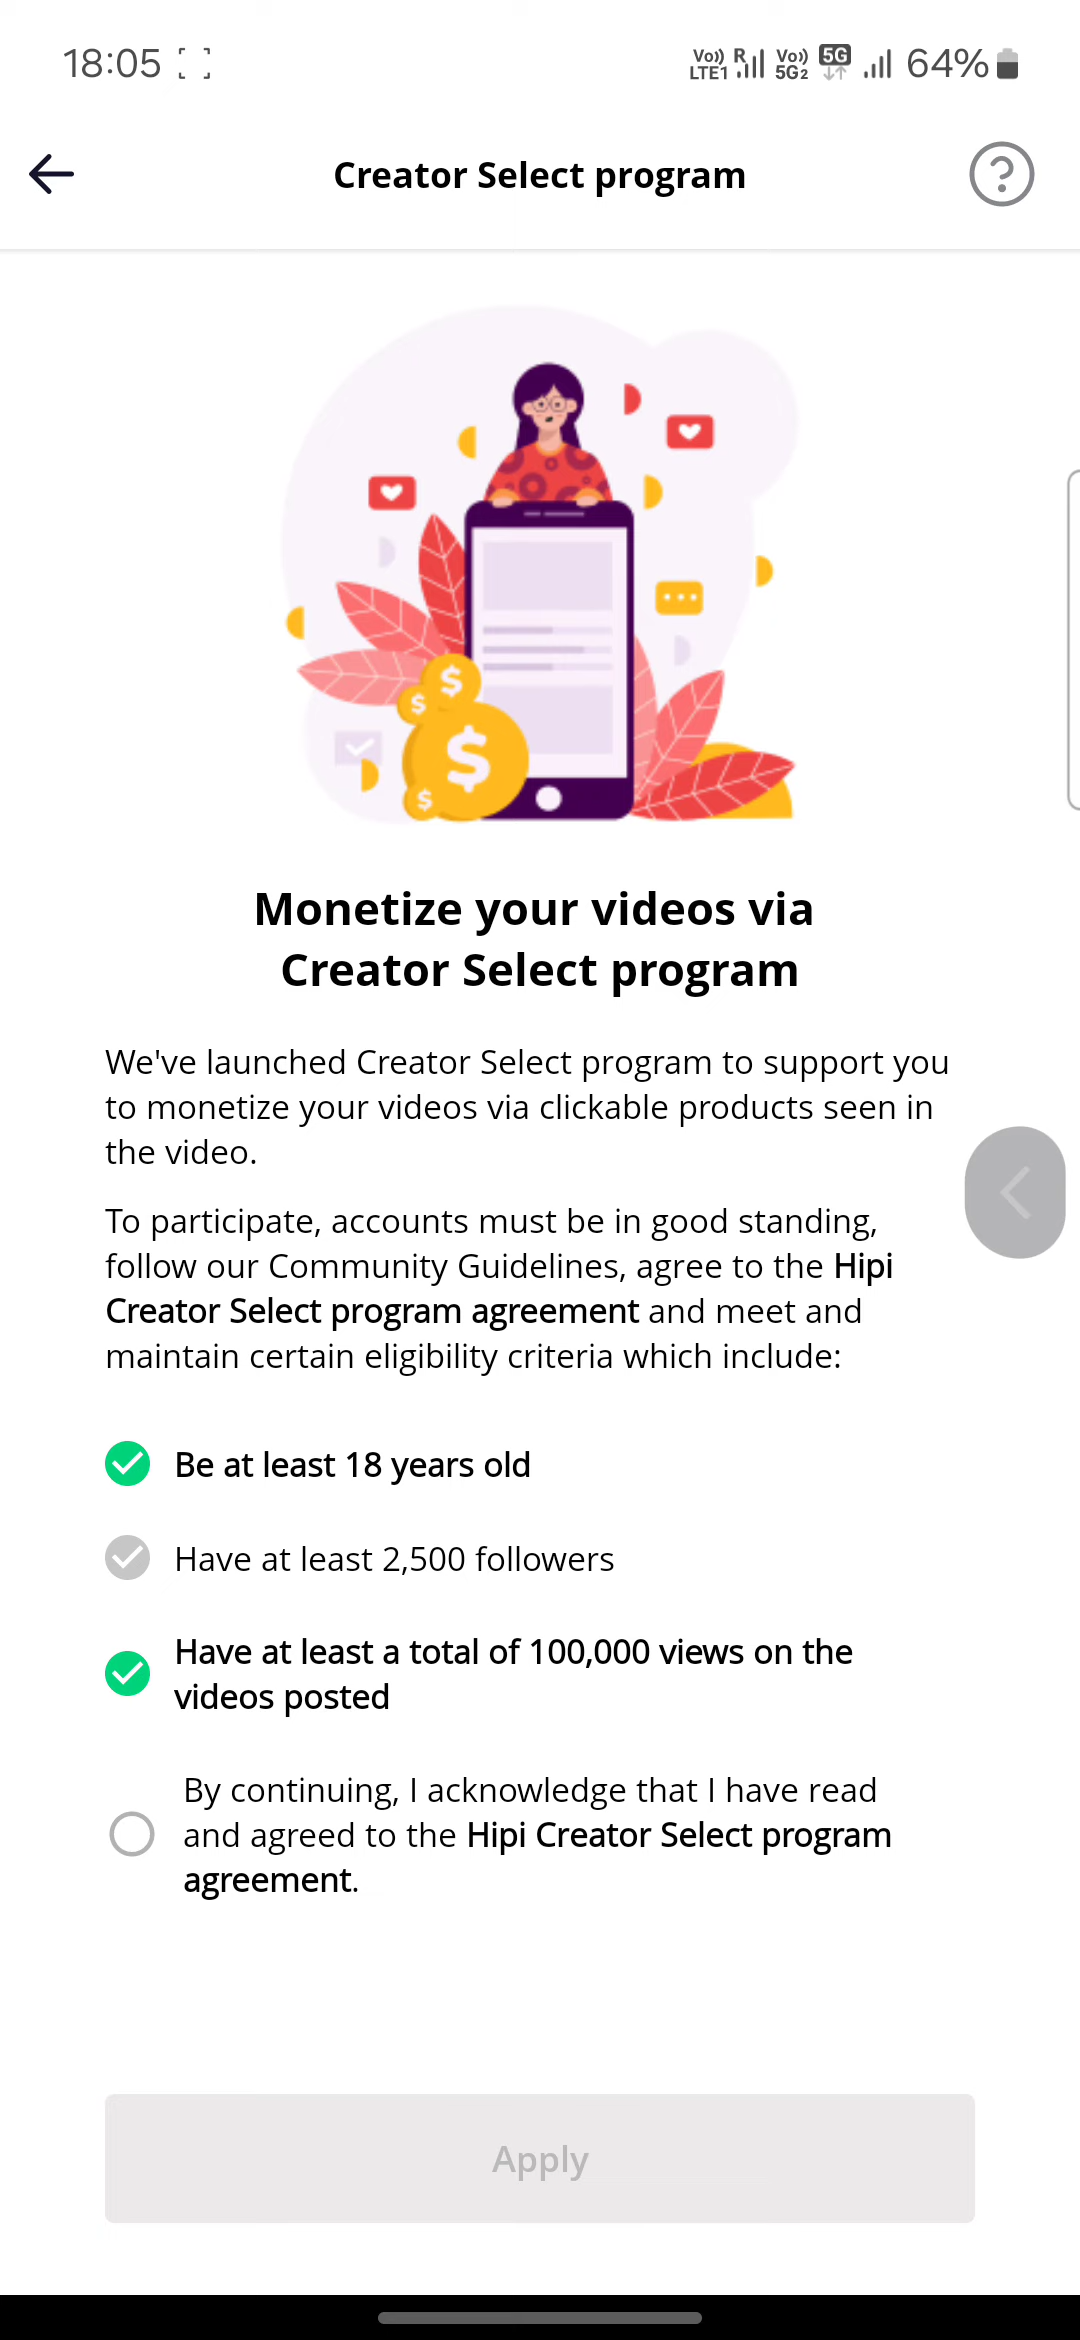 18:05
Vo)) R Vo)) 5G 64%
LTE1 5G2
Creator Select program
?
$
$
$
$
Monetize your videos via
Creator Select program
We've launched Creator Select program to support you
to monetize your videos via clickable products seen in
the video.
To participate, accounts must be in good standing,
follow our Community Guidelines, agree to the Hipi
Creator Select program agreement and meet and
maintain certain eligibility criteria which include:
Be at least 18 years old
Have at least 2,500 followers
Have at least a total of 100,000 views on the
videos posted
By continuing, I acknowledge that I have read
and agreed to the Hipi Creator Select program
agreement.
Apply